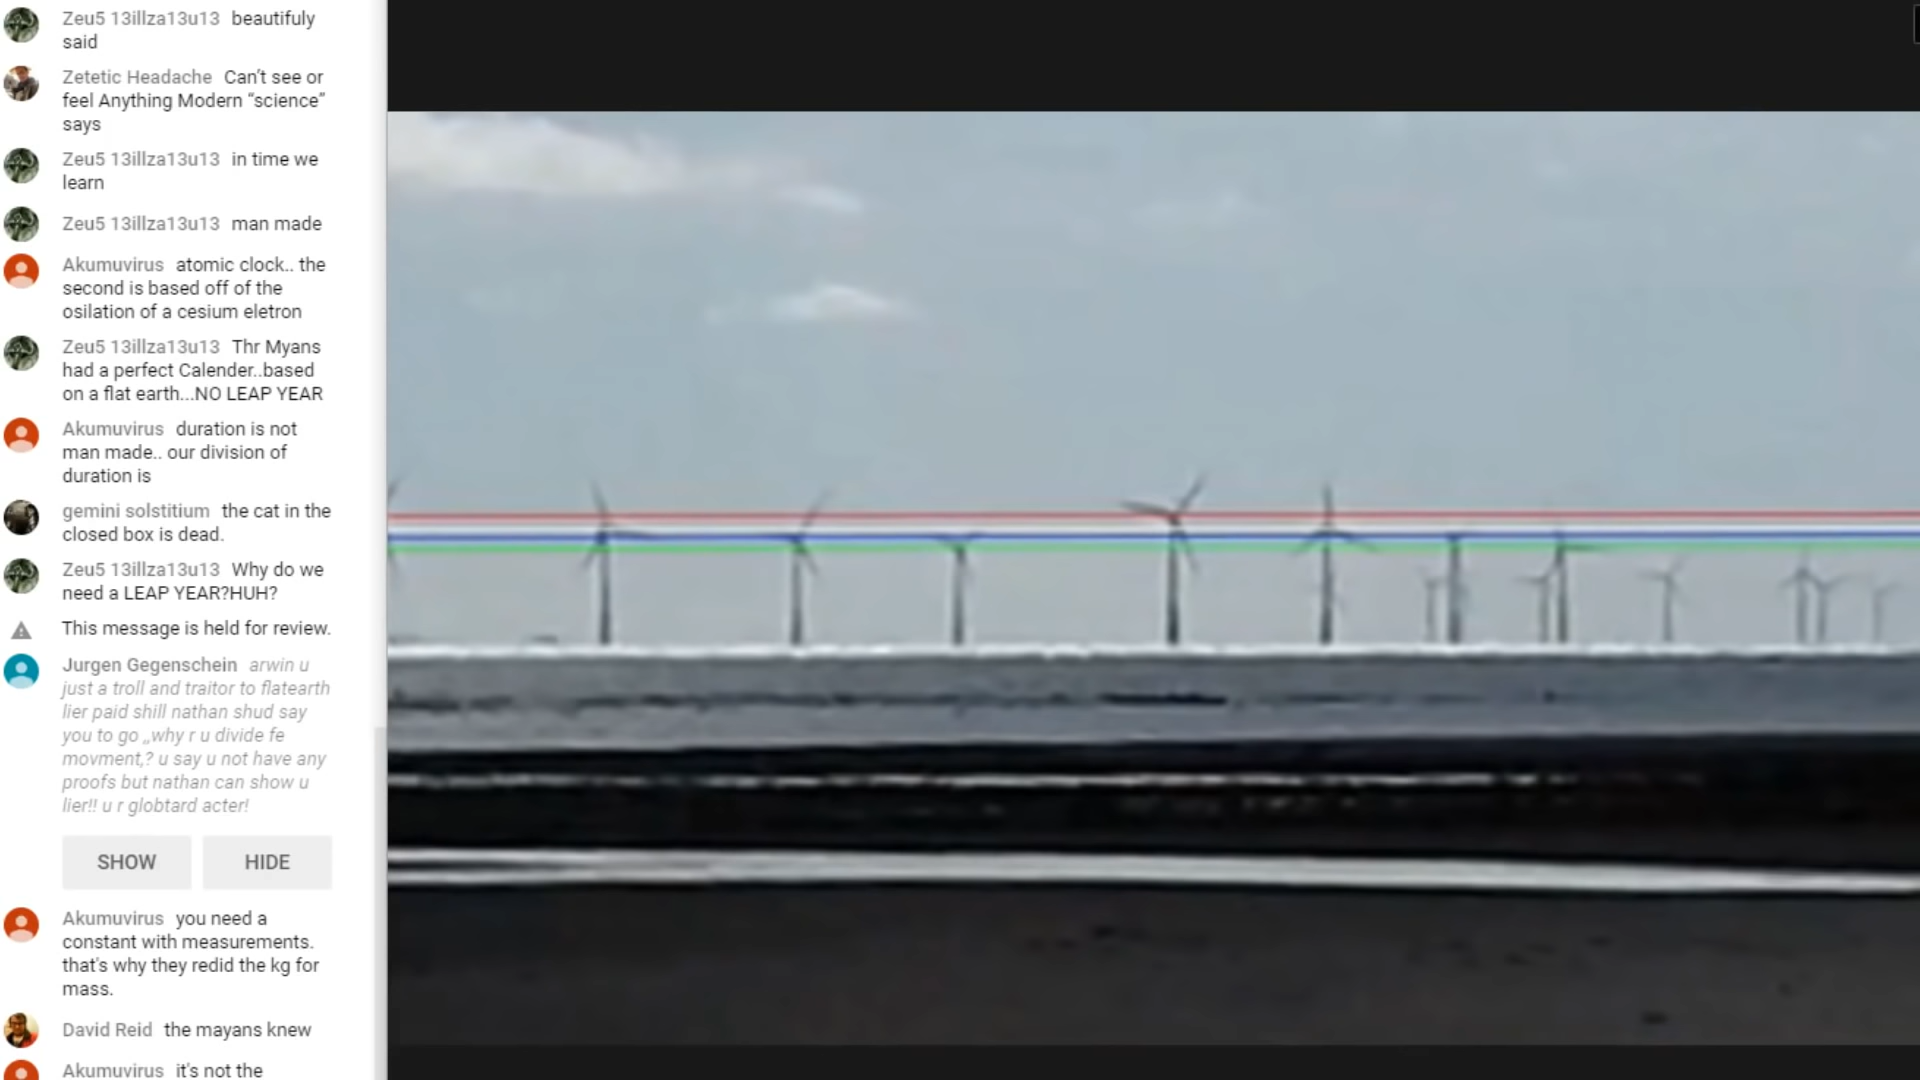 Zeu5 13illza13u13 beautifuly
said
Zetetic Headache Can't see or
feel Anything Modern “science”
says
Zeu5 13illza13u13 in time we
learn
Zeu5 13illza13u13 man made
Akumuvirus atomic clock.. the
second is based off of the
osilation of a cesium eletron
Zeu5 13illza13u13 Thr Myans
had a perfect Calender..based
on a flat earth...NO LEAP YEAR
Akumuvirus duration is not
man made.. our division of
duration is
gemini solstitium the cat in the
closed box is dead.
Zeu5 13illza13u13 Why do we
need a LEAP YEAR?HUH?
This message is held for review.
Jurgen Gegenschein arwin u
just a troll and traitor to flatearth
lier paid shill nathan shud say
you to go ,,why r u divide fe
movment,? u say u not have any
proofs but nathan can show u
lier!! u r globtard acter!
SHOW HIDE
Akumuvirus you need a
constant with measurements.
that's why they redid the kg for
mass.
David Reid the mayans knew
Akumuvirus it's not the